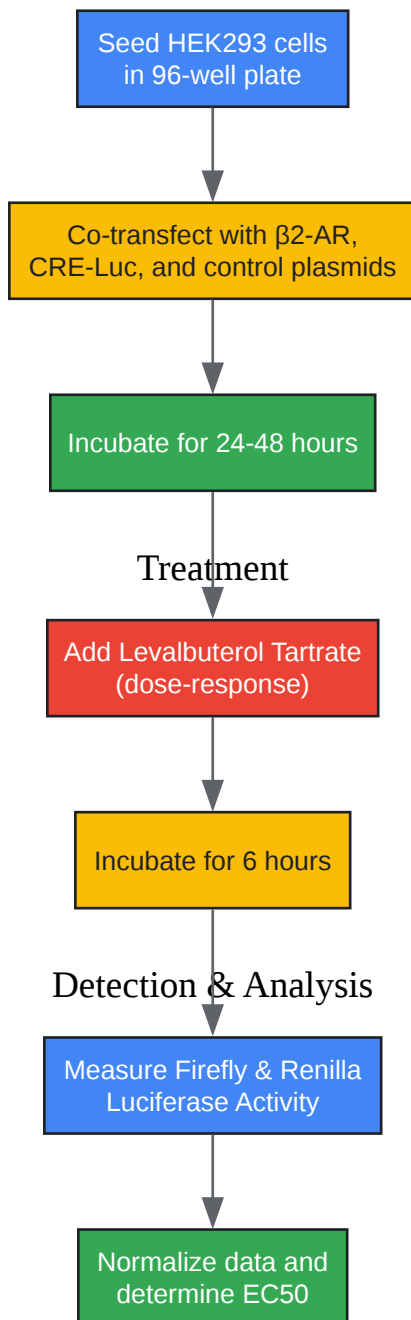 Seed HEK293 cells
in 96-well plate
Co-transfect with β2-AR,
CRE-Luc, and control plasmids
Incubate for 24-48 hours
Treatment
Add Levalbuterol Tartrate
(dose-response)
Incubate for 6 hours
Detection & Analysis
Measure Firefly & Renilla
Luciferase Activity
Normalize data and
determine EC50